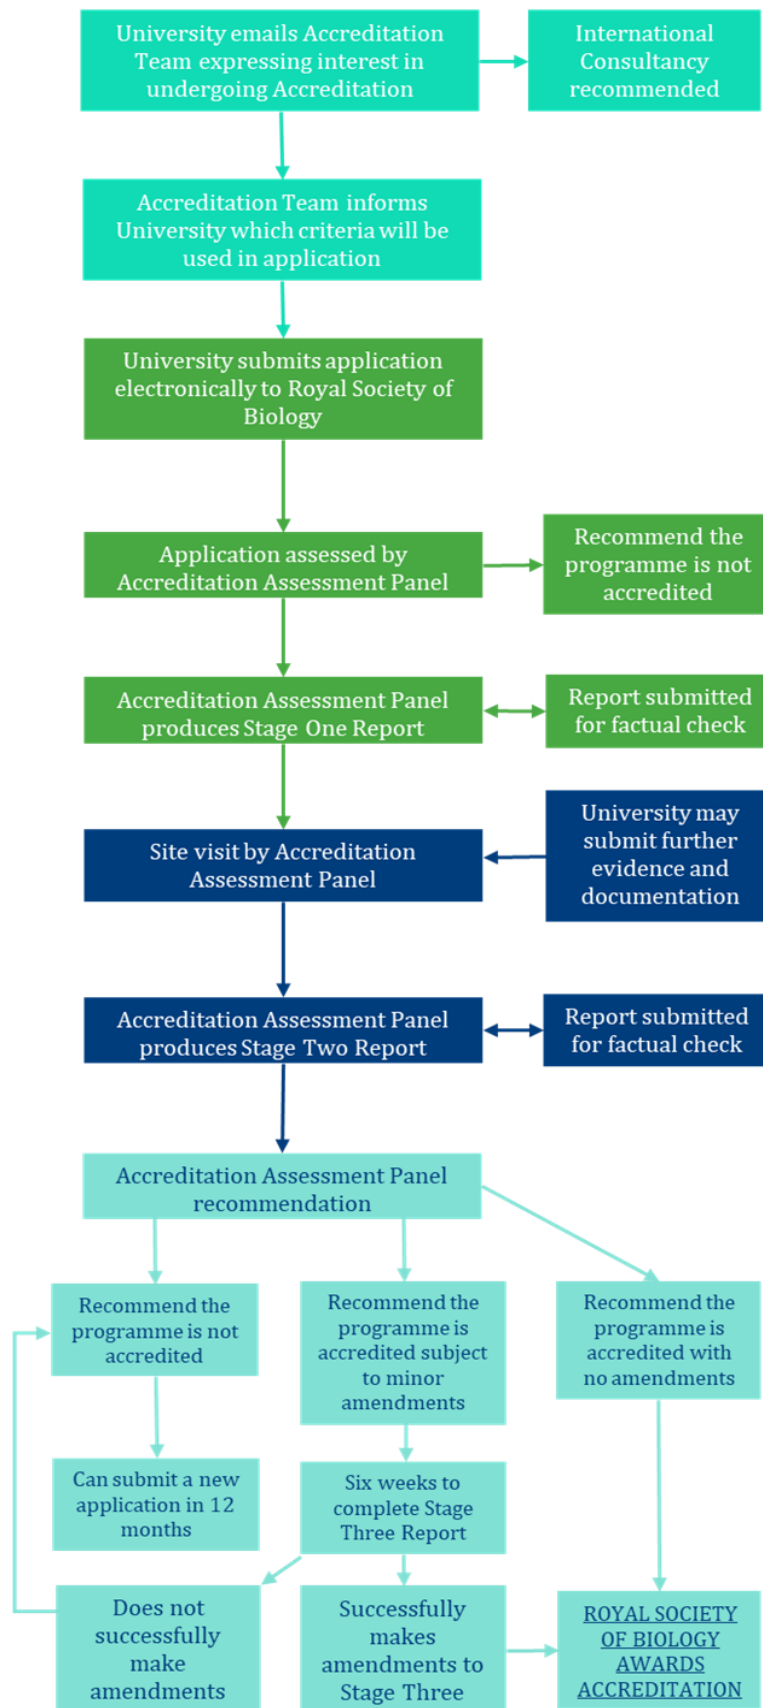 University emails Accreditation
Team expressing interest in
undergoing Accreditation
International
Consultancy
recommended
Accreditation Team informs
University which criteria will be
used in application
University submits application
electronically to Royal Society of
Biology
Application assessed by
Accreditation Assessment Panel
Recommend the
programme is not
accredited
Accreditation Assessment Panel
produces Stage One Report
Report submitted
for factual check
Site visit by Accreditation
Assessment Panel
University may
submit further
evidence and
documentation
Accreditation Assessment Panel
produces Stage Two Report
Report submitted
for factual check
Accreditation Assessment Panel
recommendation
Recommend the
programme is not
accredited
Recommend the
programme is
accredited subject
to minor
amendments
Recommend the
programme is
accredited with
no amendments
Can submit a new
application in 12
months
Six weeks to
complete Stage
Three Report
Does not
successfully
make
amendments
Successfully
makes
amendments to
Stage Three
ROYAL SOCIETY
OF BIOLOGY
AWARDS
ACCREDITATION